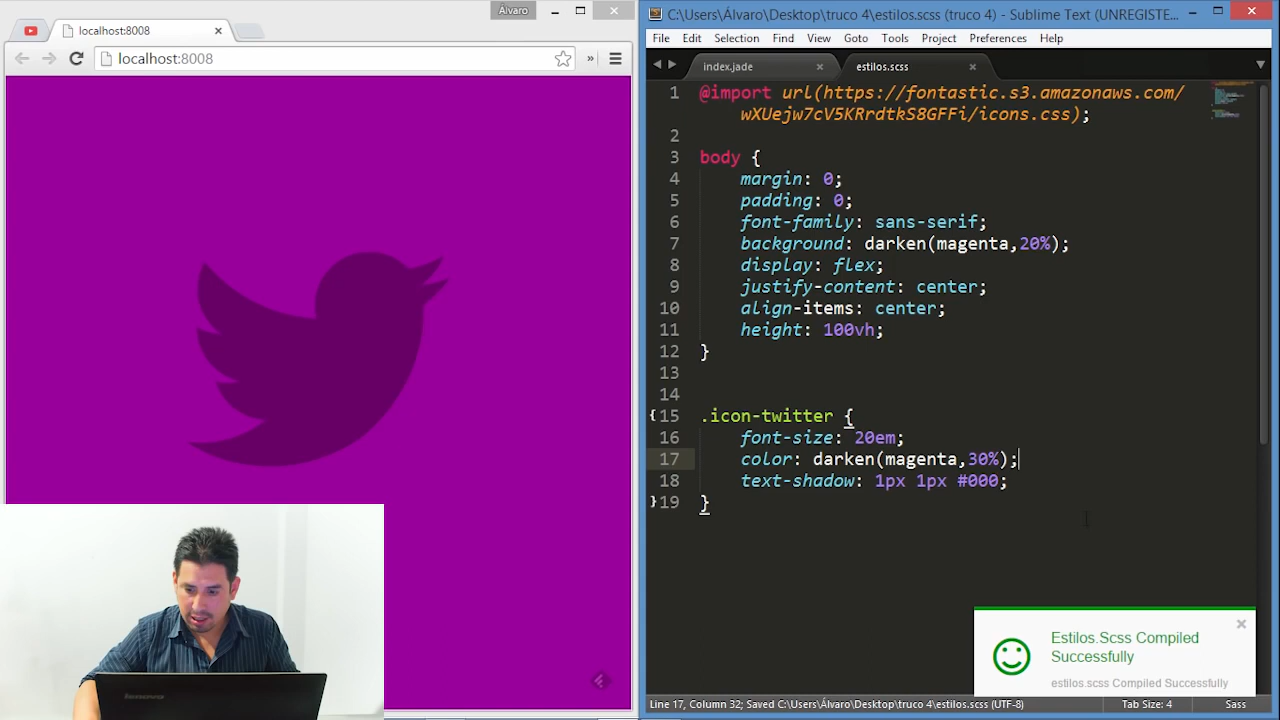 Álvaro
localhost:8008
localhost:8008
C:\Users\Álvaro\Desktop\truco 4\estilos.scss (truco 4) - Sublime Text (UNREGISTE...
File Edit Selection Find View Goto Tools Project Preferences Help
index.jade estilos.scss
1 @import url(https://fontastic.s3.amazonaws.com/
wXUejw7cV5KRrdtkS8GFFi/icons.css);
2
3 body {
4 margin: 0;
5 padding: 0;
6 font-family: sans-serif;
7 background: darken(magenta,20%);
8 display: flex;
9 justify-content: center;
10 align-items: center;
11 height: 100vh;
12 }
13
14
15 .icon-twitter {
16 font-size: 20em;
17 color: darken(magenta,30%);
18 text-shadow: 1px 1px #000;
19 }
Estilos.Scss Compiled
Successfully
estilos.scss Compiled Successfully
Line 17, Column 32; Saved C:\Users\Álvaro\Desktop\truco 4\estilos.scss (UTF-8) Tab Size: 4 Sass